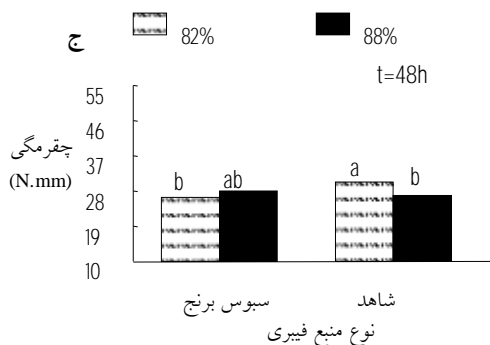 ج
82%
88%
t=48h
55
46
37
28
19
10
چقرمگی
(N.mm)
b
ab
a
b
سبوس برنج
شاهد
نوع منبع فیبری